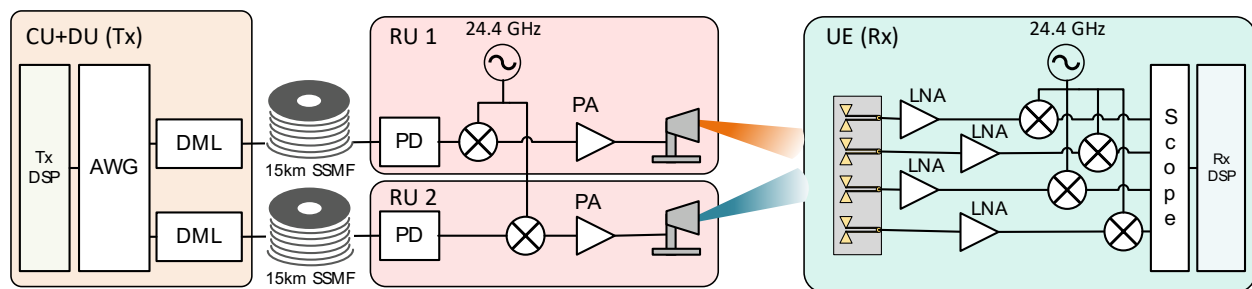 CU+DU (Tx)
Tx
DSP
AWG
DML
DML
15km SSMF
15km SSMF
RU 1
24.4 GHz
PD
PA
RU 2
PD
PA
UE (Rx)
24.4 GHz
LNA
LNA
LNA
LNA
S
c
o
p
e
Rx
DSP